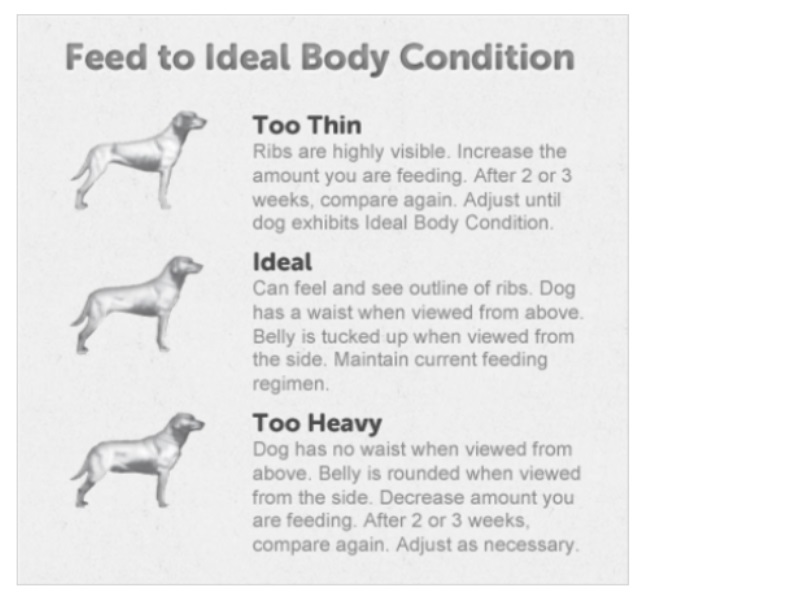 Feed to Ideal Body Condition
Too Thin
Ribs are highly visible. Increase the
amount you are feeding. After 2 or 3
weeks, compare again. Adjust until
dog exhibits Ideal Body Condition.
Ideal
Can feel and see outline of ribs. Dog
has a waist when viewed from above.
Belly is tucked up when viewed from
the side. Maintain current feeding
regimen.
Too Heavy
Dog has no waist when viewed from
above. Belly is rounded when viewed
from the side. Decrease amount you
are feeding. After 2 or 3 weeks,
compare again. Adjust as necessary.